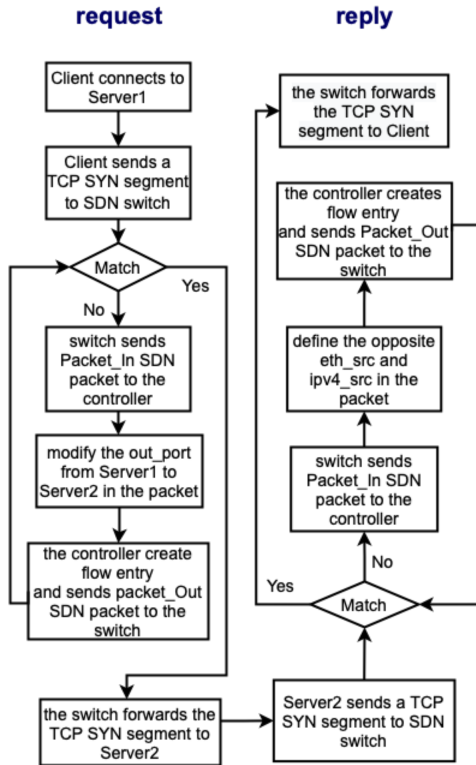 request
Client connects to
Server1
Client sends a
TCP SYN segment
to SDN switch
Match
Yes
No
switch sends
Packet_In SDN
packet to the
controller
modify the out_port
from Server1 to
Server2 in the packet
the controller create
flow entry
and sends packet_Out
SDN packet to the
switch
the switch forwards the
TCP SYN segment to
Server2
reply
the switch forwards
the TCP SYN
segment to Client
the controller creates
flow entry
and sends Packet_Out
SDN packet to the
switch
define the opposite
eth_src and
ipv4_src in the
packet
switch sends
Packet_In SDN
packet to the
controller
No
Yes
Match
Server2 sends a TCP
SYN segment to SDN
switch